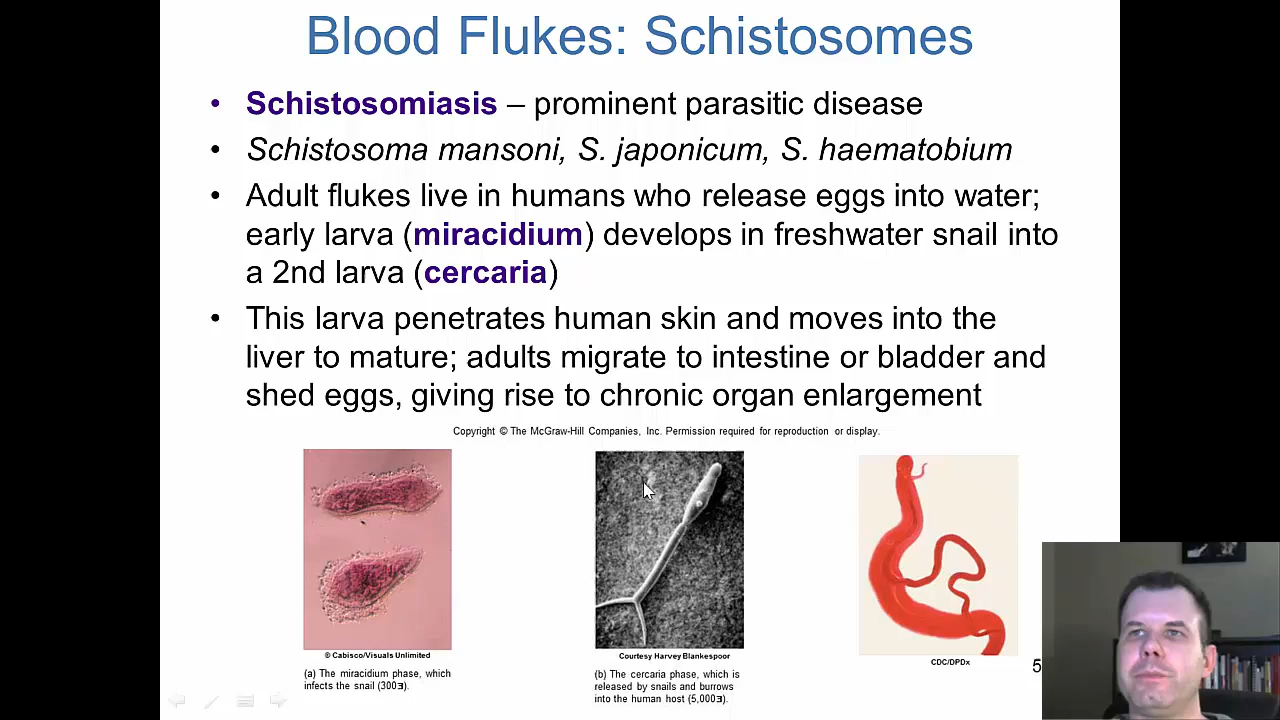 Blood Flukes: Schistosomes
• Schistosomiasis – prominent parasitic disease
• Schistosoma mansoni, S. japonicum, S. haematobium
• Adult flukes live in humans who release eggs into water;
early larva (miracidium) develops in freshwater snail into
a 2nd larva (cercaria)
• This larva penetrates human skin and moves into the
liver to mature; adults migrate to intestine or bladder and
shed eggs, giving rise to chronic organ enlargement
Copyright © The McGraw-Hill Companies, Inc. Permission required for reproduction or display.
© Cabisco/Visuals Unlimited
(a) The miracidium phase, which
infects the snail (300∃).
Courtesy Harvey Blankespoor
(b) The cercaria phase, which is
released by snails and burrows
into the human host (5,000∃).
CDC/DPDx
5